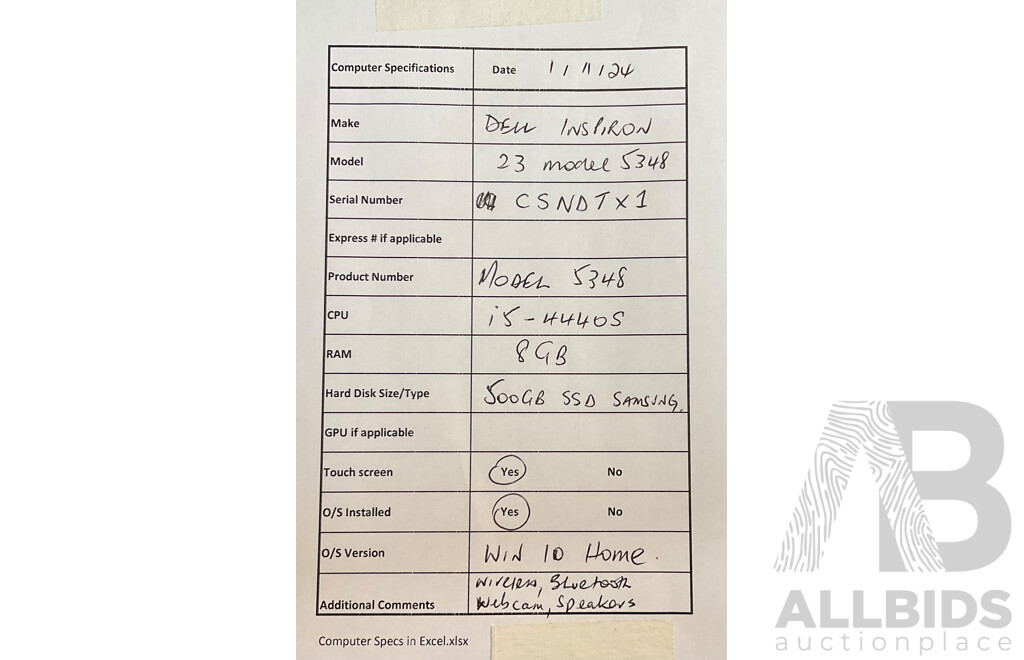 Computer Specifications Date 1/11/24
Make DELL INSPIRON
Model 23 model 5348
Serial Number CSNDTX1
Express # if applicable
Product Number MODEL 5348
CPU i5-4440S
RAM 8GB
Hard Disk Size/Type 500GB SSD SAMSUNG.
GPU if applicable
Touch screen Yes No
O/S Installed Yes No
O/S Version WIN 10 Home.
Wireless, Bluetooth
Additional Comments Webcam, Speakers
Computer Specs in Excel.xlsx
AB
ALLBIDS
auctionplace